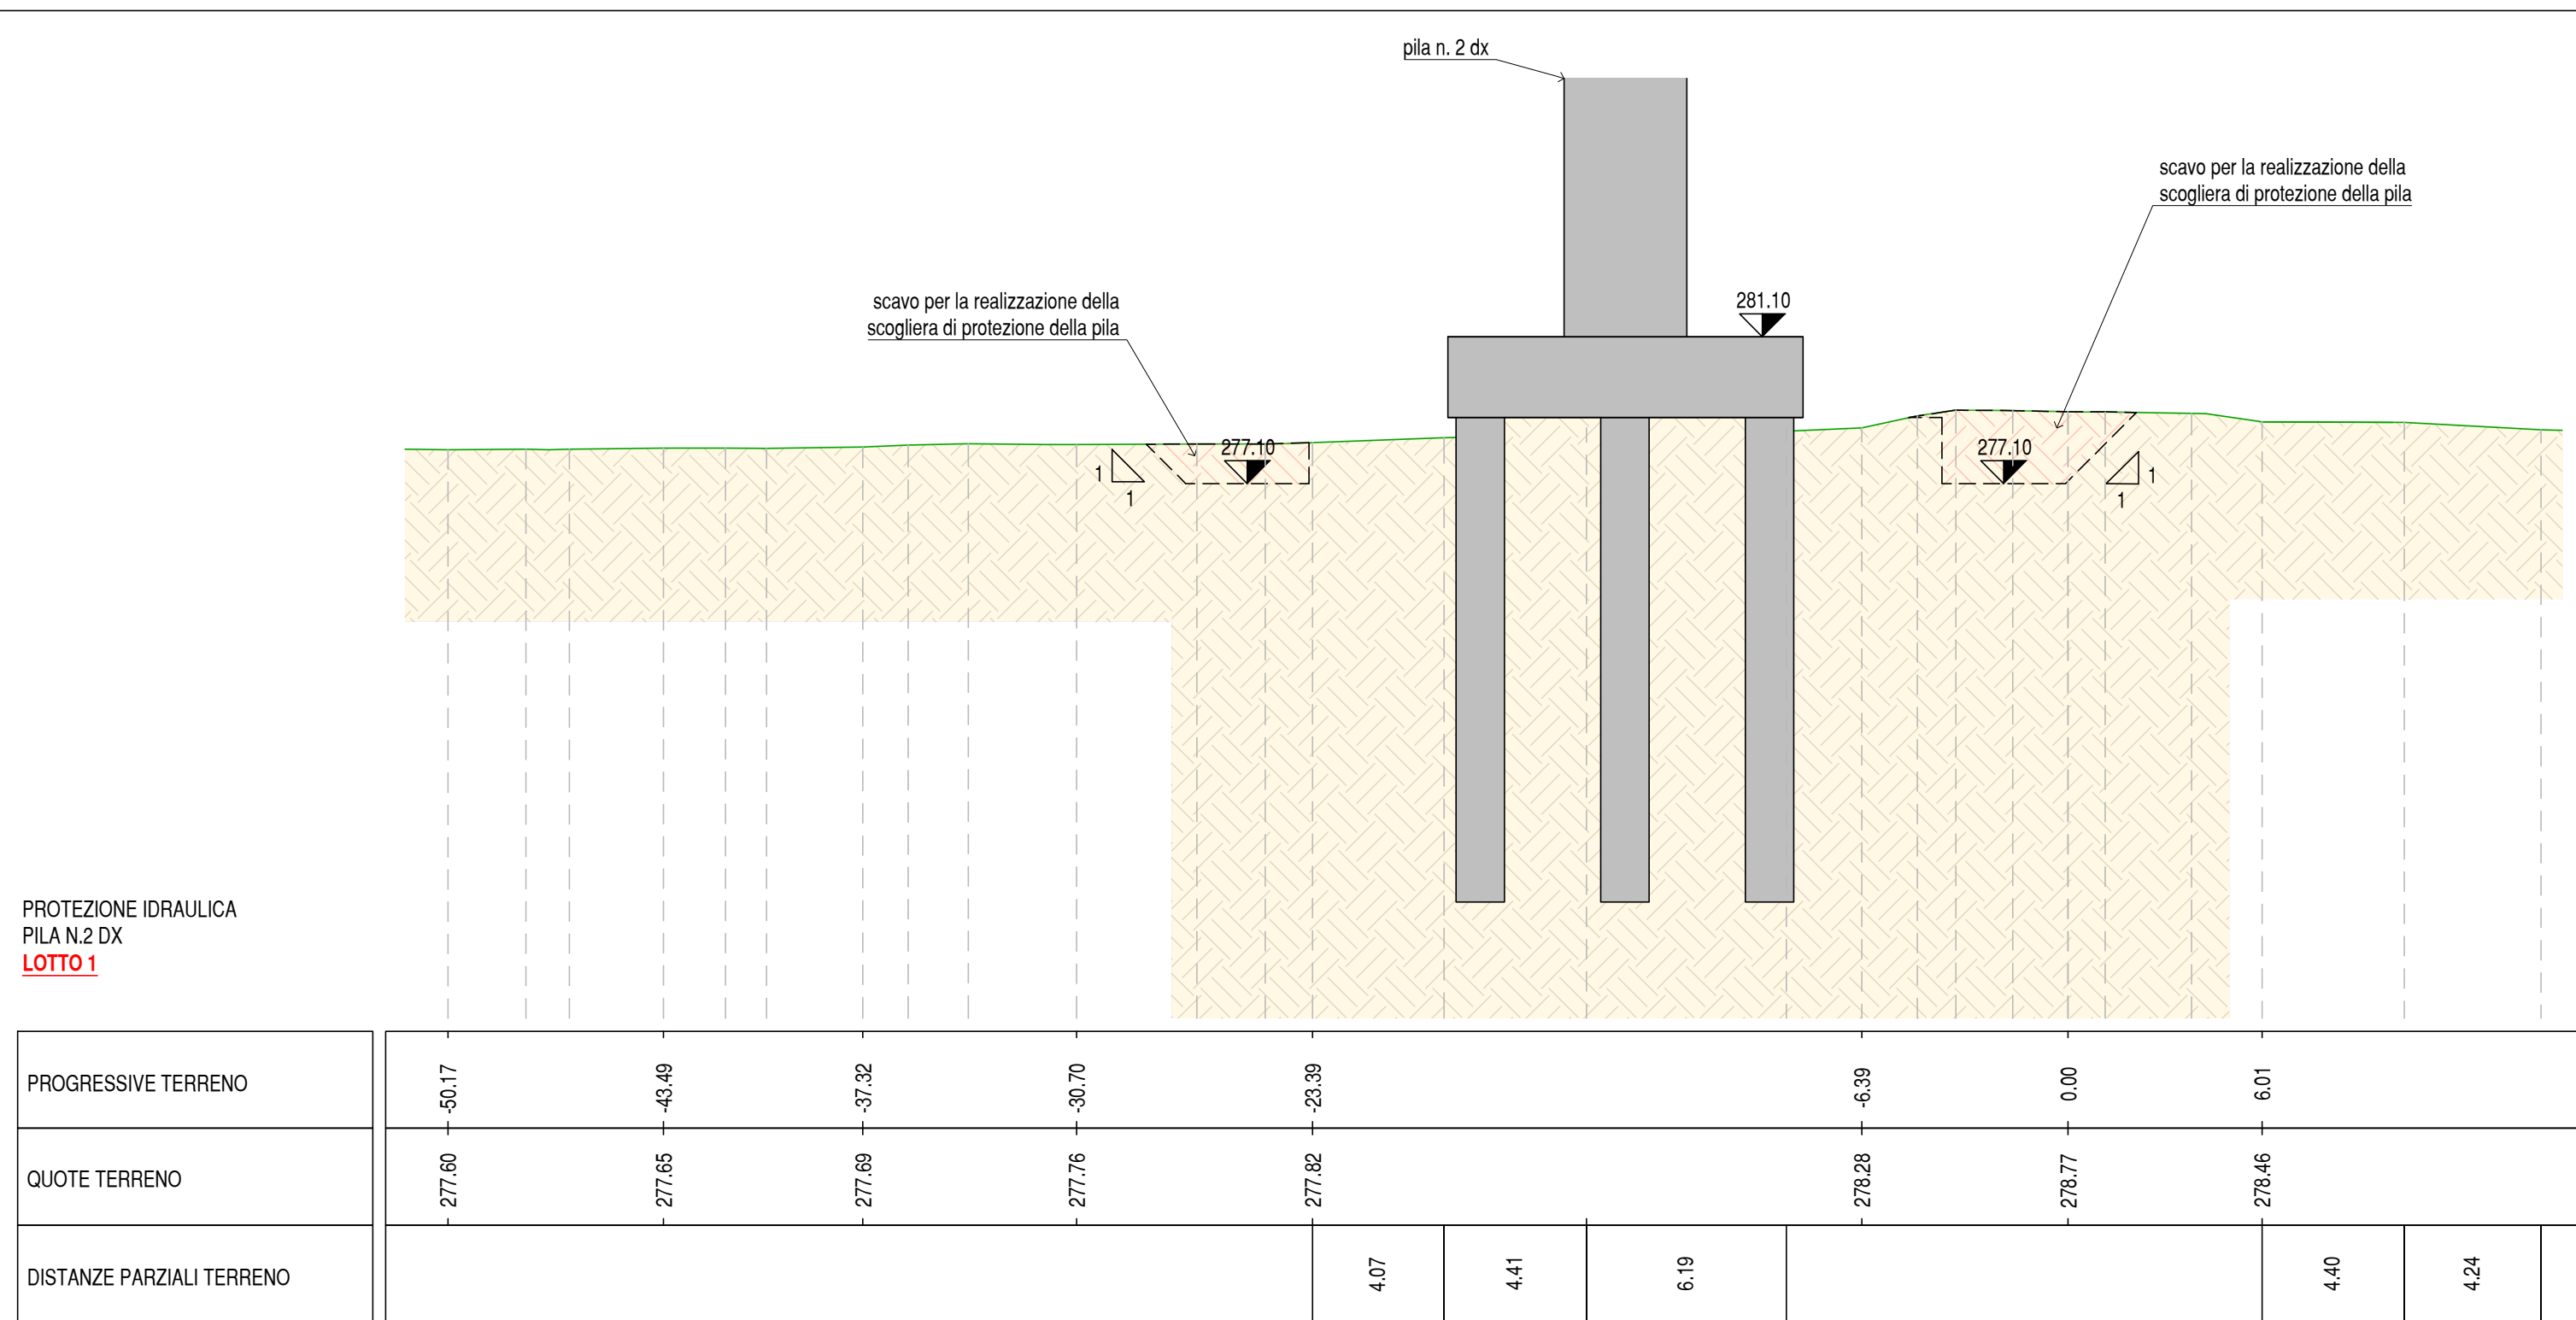 pila n. 2 dx
scavo per la realizzazione della
scogliera di protezione della pila
scavo per la realizzazione della
scogliera di protezione della pila
281.10
277.10
1
1
277.10
1
1
PROTEZIONE IDRAULICA
PILA N.2 DX
LOTTO 1
PROGRESSIVE TERRENO
-50.17
-43.49
-37.32
-30.70
-23.39
-6.39
0.00
6.01
QUOTE TERRENO
277.60
277.65
277.69
277.76
277.82
278.28
278.77
278.46
DISTANZE PARZIALI TERRENO
4.07
4.41
6.19
4.40
4.24